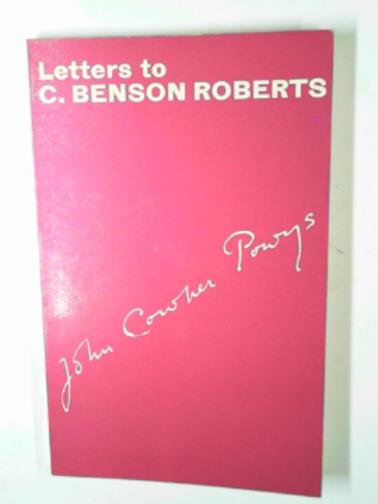 Letters to
C. BENSON ROBERTS
John Cowper Powys